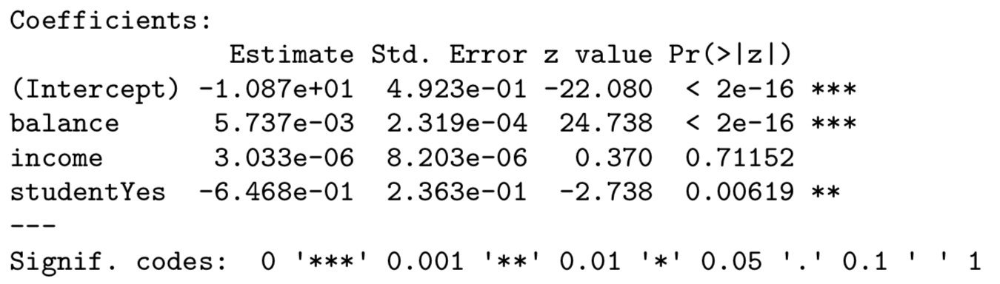 Coefficients:
              Estimate Std. Error z value Pr(>|z|)
(Intercept) -1.087e+01  4.923e-01 -22.080  < 2e-16 ***
balance      5.737e-03  2.319e-04  24.738  < 2e-16 ***
income       3.033e-06  8.203e-06   0.370  0.71152
studentYes  -6.468e-01  2.363e-01  -2.738  0.00619 **
---
Signif. codes:  0 '***' 0.001 '**' 0.01 '*' 0.05 '.' 0.1 ' ' 1